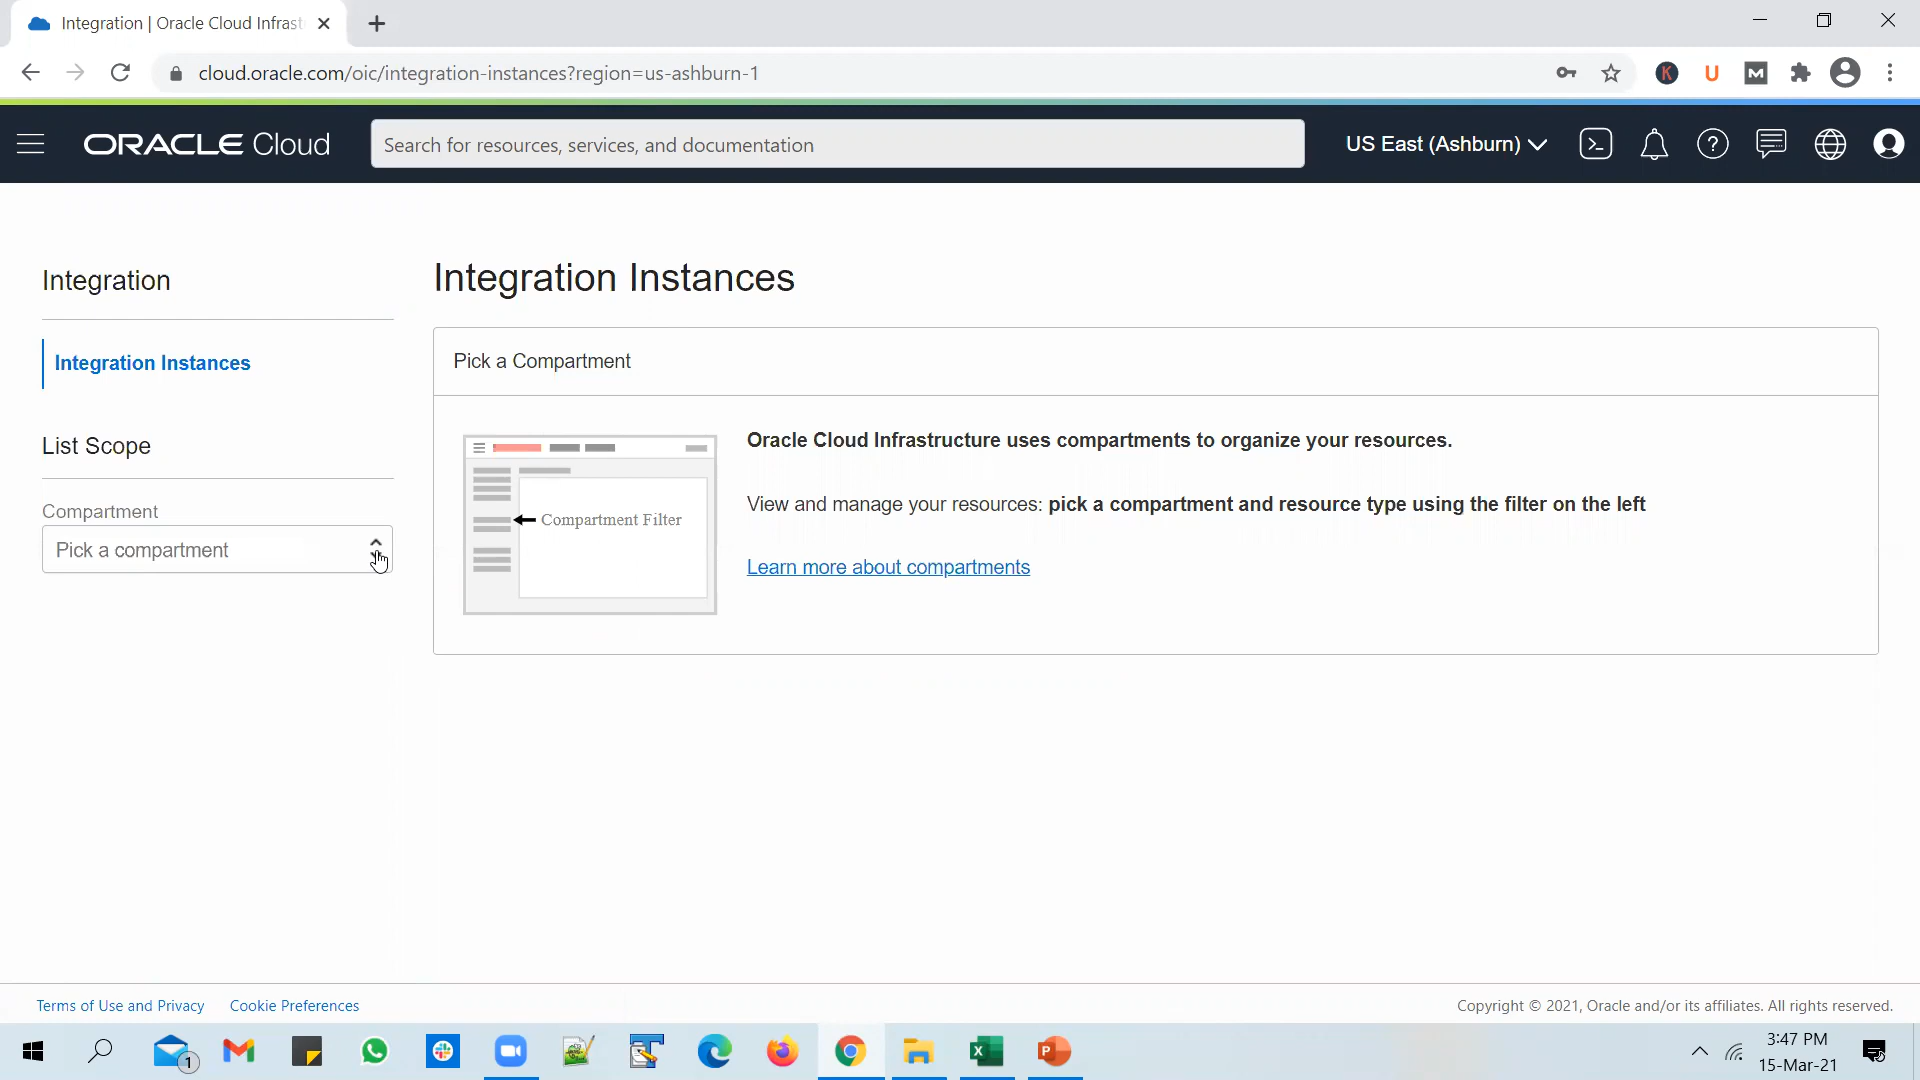 Integration | Oracle Cloud Infrast
cloud.oracle.com/oic/integration-instances?region=us-ashburn-1
ORACLE Cloud
Search for resources, services, and documentation
US East (Ashburn)
Integration
Integration Instances
List Scope
Compartment
Pick a compartment
Integration Instances
Pick a Compartment
Compartment Filter
Oracle Cloud Infrastructure uses compartments to organize your resources.
View and manage your resources: pick a compartment and resource type using the filter on the left
Learn more about compartments
Terms of Use and Privacy
Cookie Preferences
Copyright © 2021, Oracle and/or its affiliates. All rights reserved.
1
3:47 PM
15-Mar-21